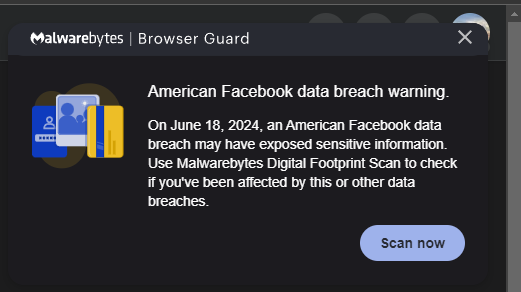 Malwarebytes | Browser Guard
American Facebook data breach warning.
On June 18, 2024, an American Facebook data
breach may have exposed sensitive information.
Use Malwarebytes Digital Footprint Scan to check
if you've been affected by this or other data
breaches.
Scan now